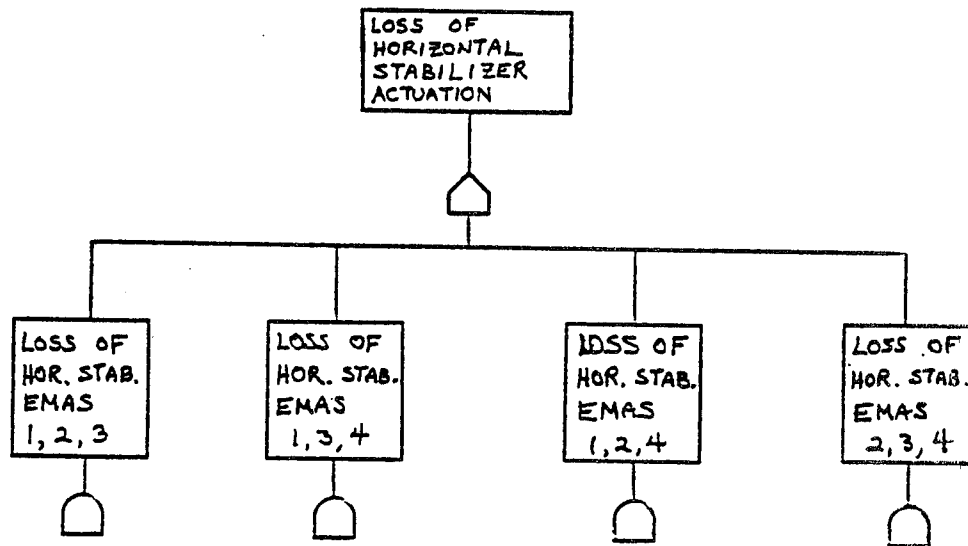 LOSS OF
HORIZONTAL
STABILIZER
ACTUATION
LOSS OF
HOR. STAB.
EMAS
1, 2, 3
LOSS OF
HOR. STAB.
EMAS
1, 3, 4
LOSS OF
HOR. STAB.
EMAS
1, 2, 4
LOSS OF
HOR. STAB.
EMAS
2, 3, 4